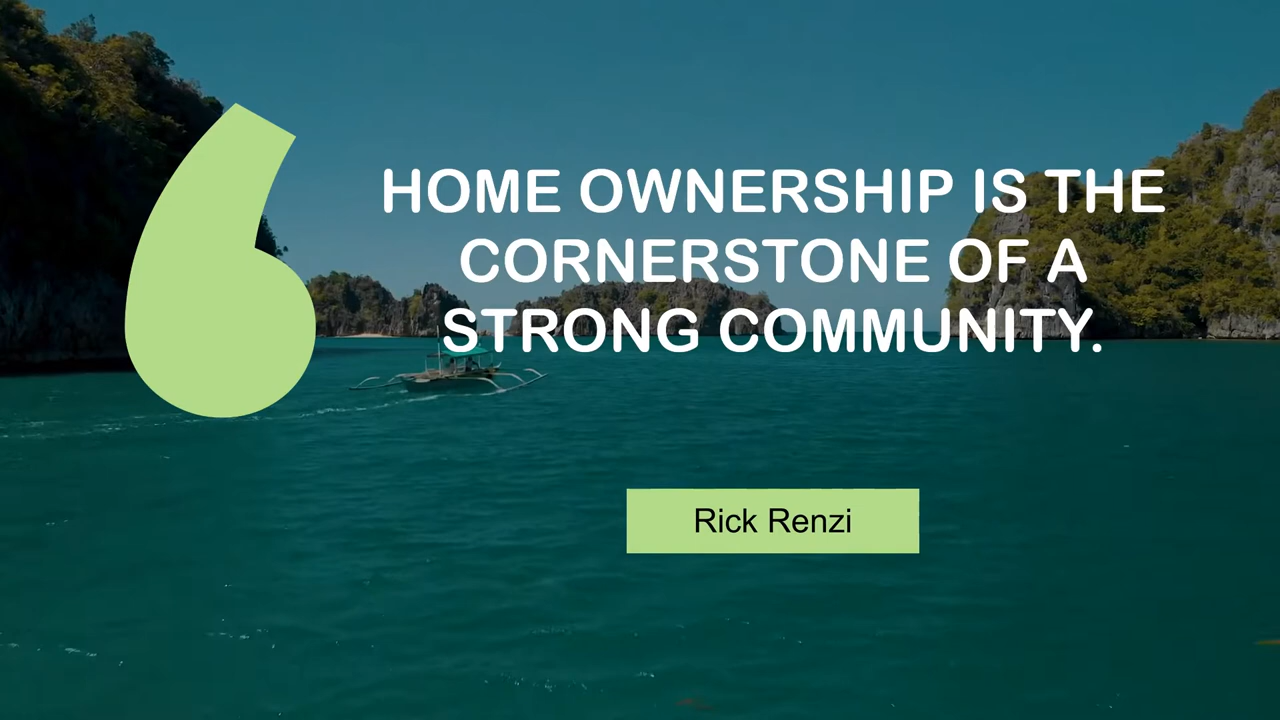 HOME OWNERSHIP IS THE
CORNERSTONE OF A
STRONG COMMUNITY.
Rick Renzi